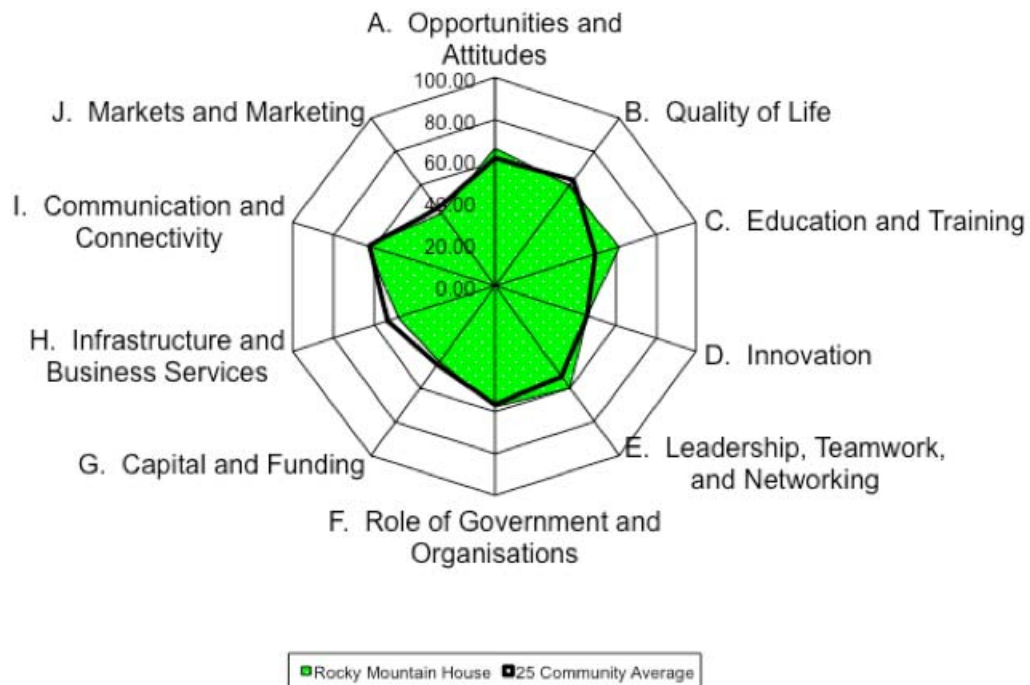 A. Opportunities and
Attitudes
100.00
J. Markets and Marketing
B. Quality of Life
80.00
60.00
I. Communication and
Connectivity
40.00
C. Education and Training
20.00
0.00
H. Infrastructure and
Business Services
D. Innovation
G. Capital and Funding
E. Leadership, Teamwork,
and Networking
F. Role of Government and
Organisations
Rocky Mountain House
25 Community Average